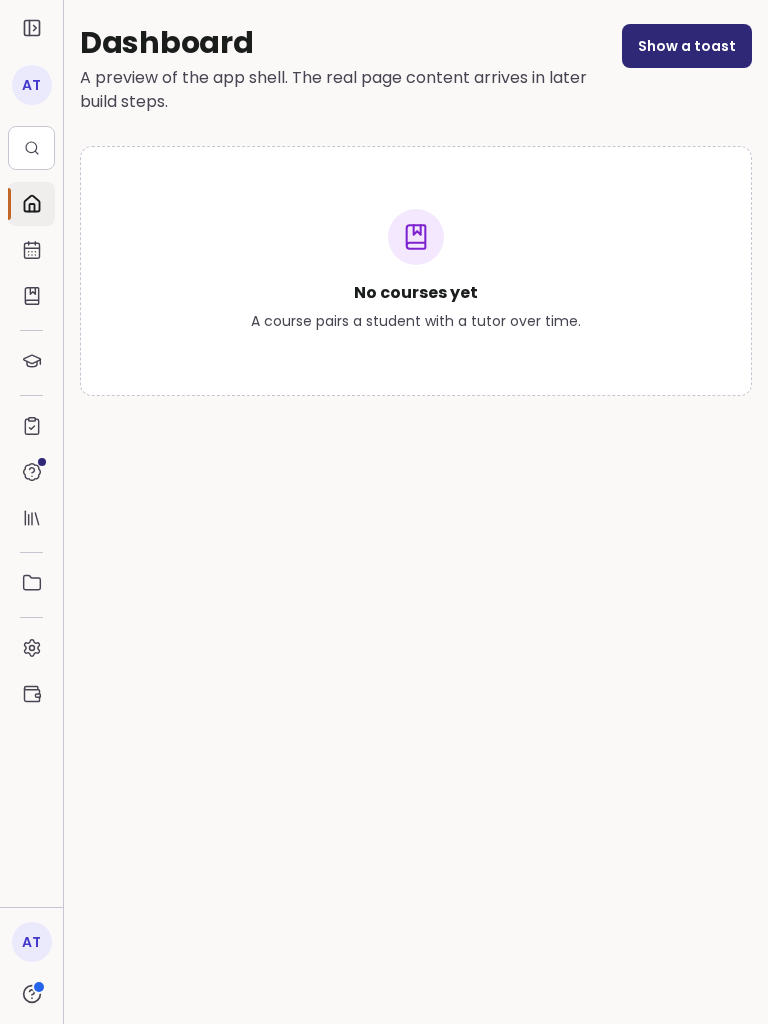 AT
Dashboard
Show a toast
A preview of the app shell. The real page content arrives in later
build steps.
No courses yet
A course pairs a student with a tutor over time.
AT